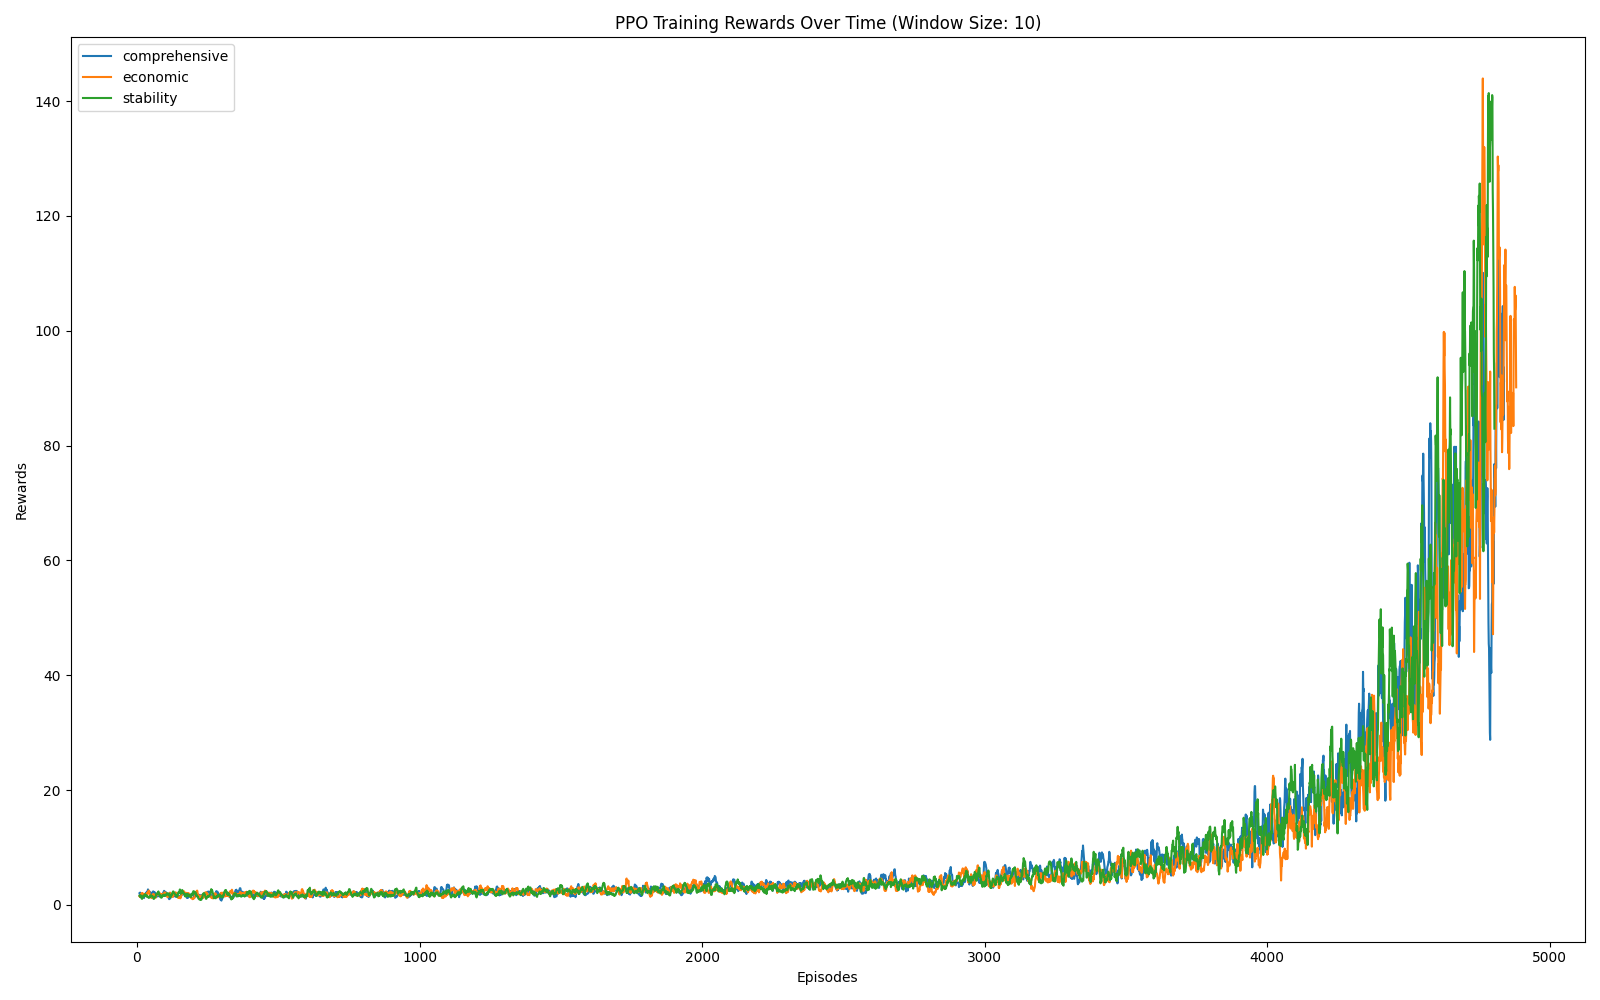 PPO Training Rewards Over Time (Window Size: 10)
comprehensive
economic
stability
140
120
100
80
60
40
20
0
Rewards
0 1000 2000 3000 4000 5000
Episodes